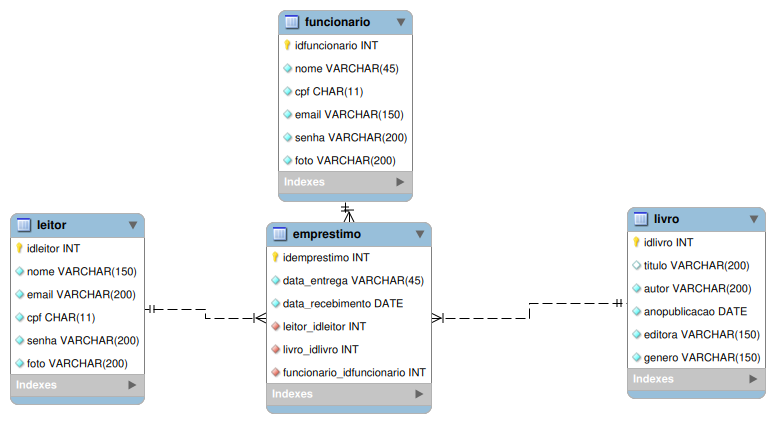 funcionario
idfuncionario INT
nome VARCHAR(45)
cpf CHAR(11)
email VARCHAR(150)
senha VARCHAR(200)
foto VARCHAR(200)
Indexes
leitor
idleitor INT
nome VARCHAR(150)
email VARCHAR(200)
cpf CHAR(11)
senha VARCHAR(200)
foto VARCHAR(200)
Indexes
emprestimo
idemprestimo INT
data_entrega VARCHAR(45)
data_recebimento DATE
leitor_idleitor INT
livro_idlivro INT
funcionario_idfuncionario INT
Indexes
livro
idlivro INT
titulo VARCHAR(200)
autor VARCHAR(200)
anopublicacao DATE
editora VARCHAR(150)
genero VARCHAR(150)
Indexes